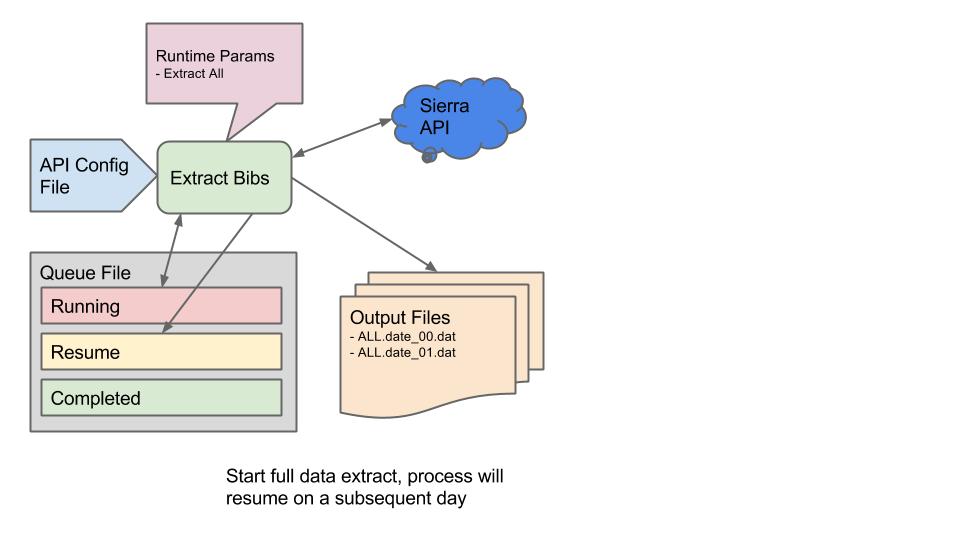 Runtime Params
- Extract All
Sierra
API
API Config
File
Extract Bibs
Queue File
Running
Resume
Completed
Output Files
- ALL.date_00.dat
- ALL.date_01.dat
Start full data extract, process will
resume on a subsequent day